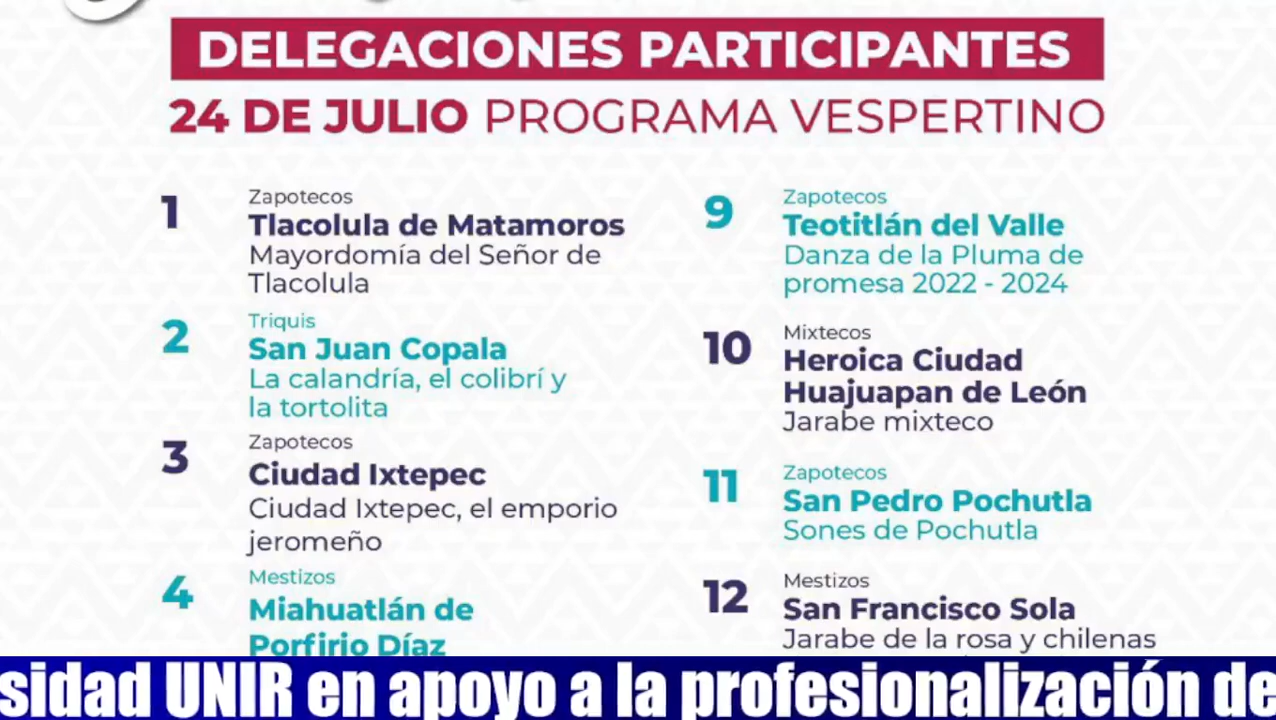 DELEGACIONES PARTICIPANTES
24 DE JULIO PROGRAMA VESPERTINO
1
Zapotecos
Tlacolula de Matamoros
Mayordomía del Señor de
Tlacolula
2
Triquis
San Juan Copala
La calandría, el colibrí y
la tortolita
3
Zapotecos
Ciudad Ixtepec
Ciudad Ixtepec, el emporio
jeromeño
4
Mestizos
Miahuatlán de
Porfirio Díaz
9
Zapotecos
Teotitlán del Valle
Danza de la Pluma de
promesa 2022 - 2024
10
Mixtecos
Heroica Ciudad
Huajuapan de León
Jarabe mixteco
11
Zapotecos
San Pedro Pochutla
Sones de Pochutla
12
Mestizos
San Francisco Sola
Jarabe de la rosa y chilenas
sidad UNIR en apoyo a la profesionalización de